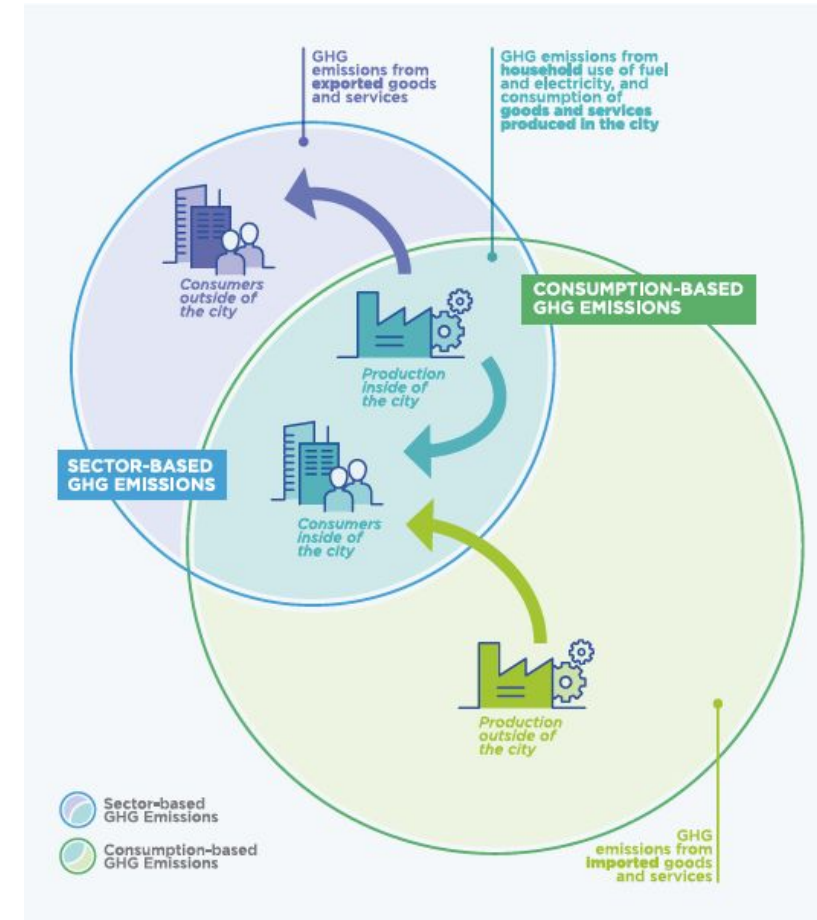 GHG
emissions from
exported goods
and services
GHG emissions from
household use of fuel
and electricity, and
consumption of
goods and services
produced in the city
Consumers
outside of
the city
CONSUMPTION-BASED
GHG EMISSIONS
Production
inside of
the city
SECTOR-BASED
GHG EMISSIONS
Consumers
inside of
the city
Production
outside of
the city
Sector-based
GHG Emissions
Consumption-based
GHG Emissions
GHG
emissions from
imported goods
and services